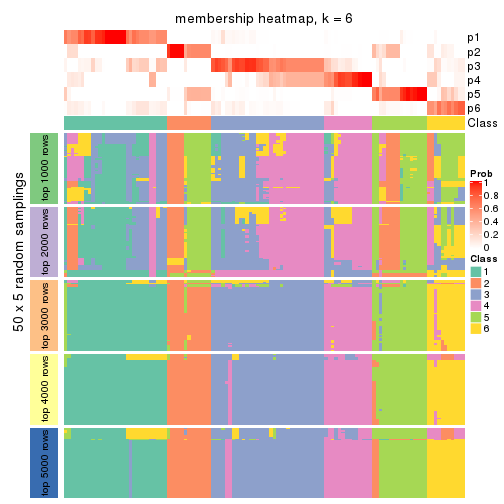 membership heatmap, k = 6
p1
p2
p3
p4
p5
p6
Class
50 x 5 random samplings
top 1000 rows
top 2000 rows
top 3000 rows
top 4000 rows
top 5000 rows
Prob
1
0.8
0.6
0.4
0.2
0
Class
1
2
3
4
5
6